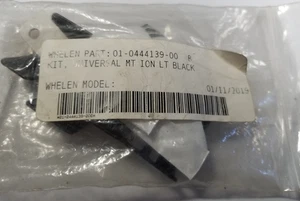 WHELEN PART: 01-0444139-00 R
KIT, UNIVERSAL MT ION LT BLACK
WHELEN MODEL: 01/11/2019